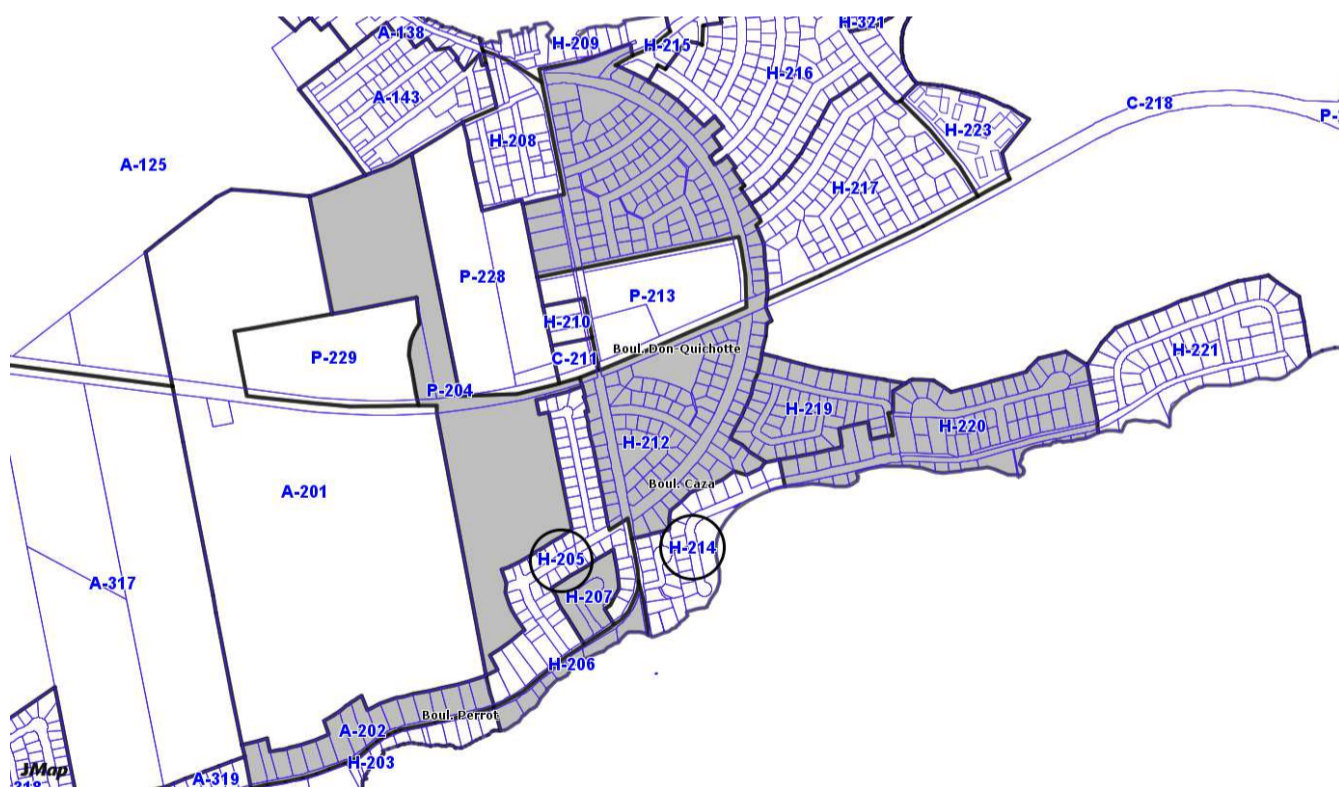 H-321
A-138
H-209
H-215
H-216
A-143
C-218
P-2
H-223
H-208
A-125
H-217
P-228
P-213
H-210
Boul. Don-Quichotte
C-211
P-229
H-221
P-204
H-219
H-220
H-212
Boul. Caza
A-201
H-205
H-214
A-317
H-207
H-206
Boul. Perrot
A-202
H-203
JMap
A-319
318